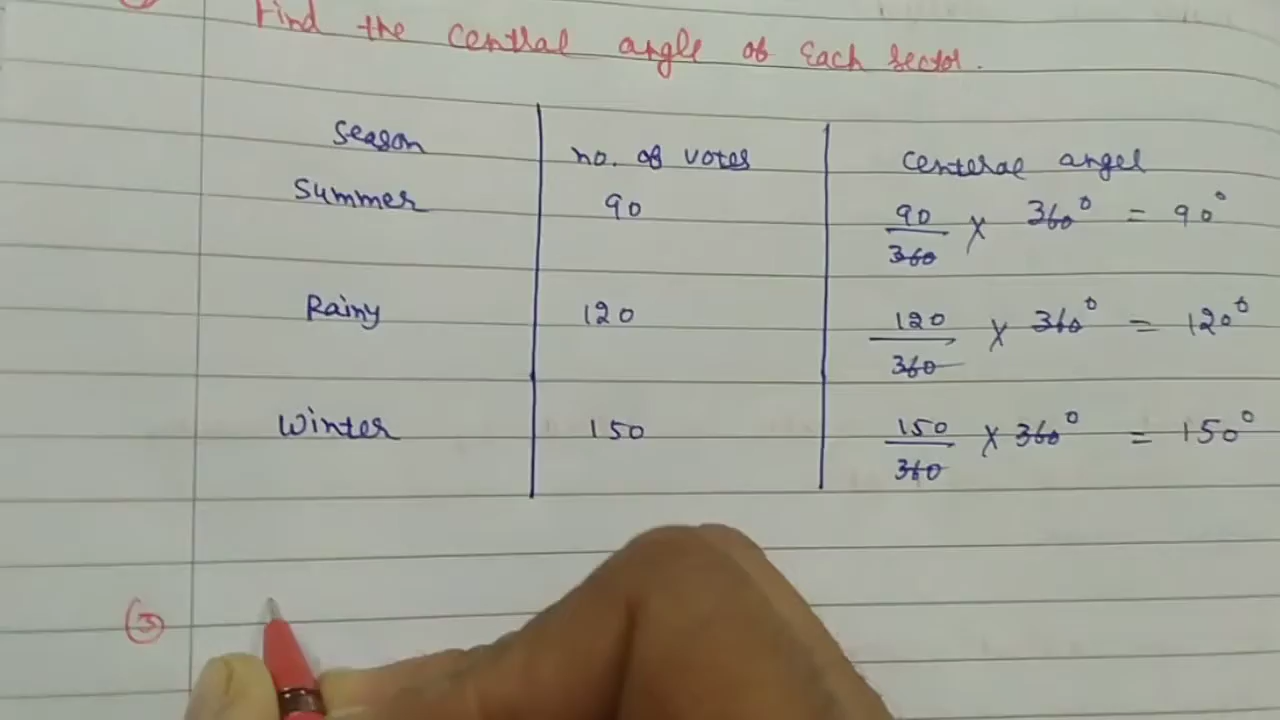 Find the central angle of Each sector.
Season no. of votes Centeral angel
Summer 90 90/360 × 360° = 90°
Rainy 120 120/360 × 360° = 120°
Winter 150 150/360 × 360° = 150°
③